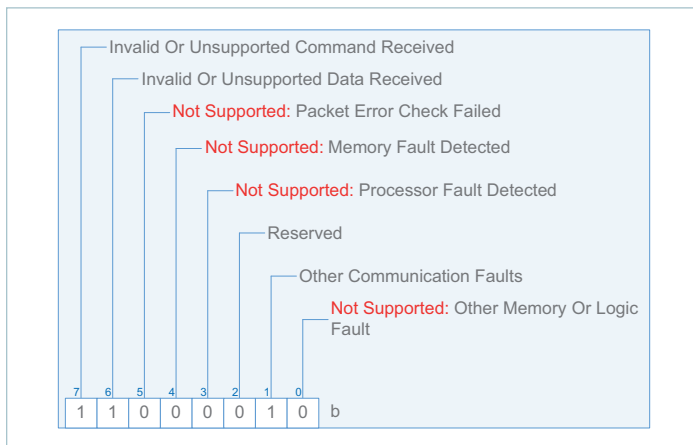 Invalid Or Unsupported Command Received
Invalid Or Unsupported Data Received
Not Supported: Packet Error Check Failed
Not Supported: Memory Fault Detected
Not Supported: Processor Fault Detected
Reserved
Other Communication Faults
Not Supported: Other Memory Or Logic
Fault
7 6 5 4 3 2 1 0
1 1 0 0 0 0 1 0 b